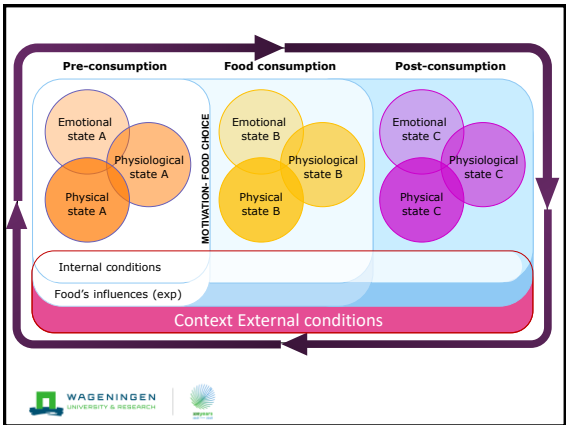 Pre-consumption
Food consumption
Post-consumption
Emotional
state A
Physiological
state A
Physical
state A
MOTIVATION- FOOD CHOICE
Emotional
state B
Physiological
state B
Physical
state B
Emotional
state C
Physiological
state C
Physical
state C
Internal conditions
Food's influences (exp)
Context External conditions
WAGENINGEN
UNIVERSITY & RESEARCH